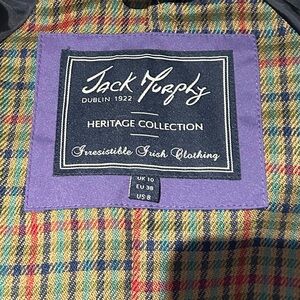 Jack Murphy
DUBLIN 1922
HERITAGE COLLECTION
Irresistible Irish Clothing
UK 10
EU 38
US 8